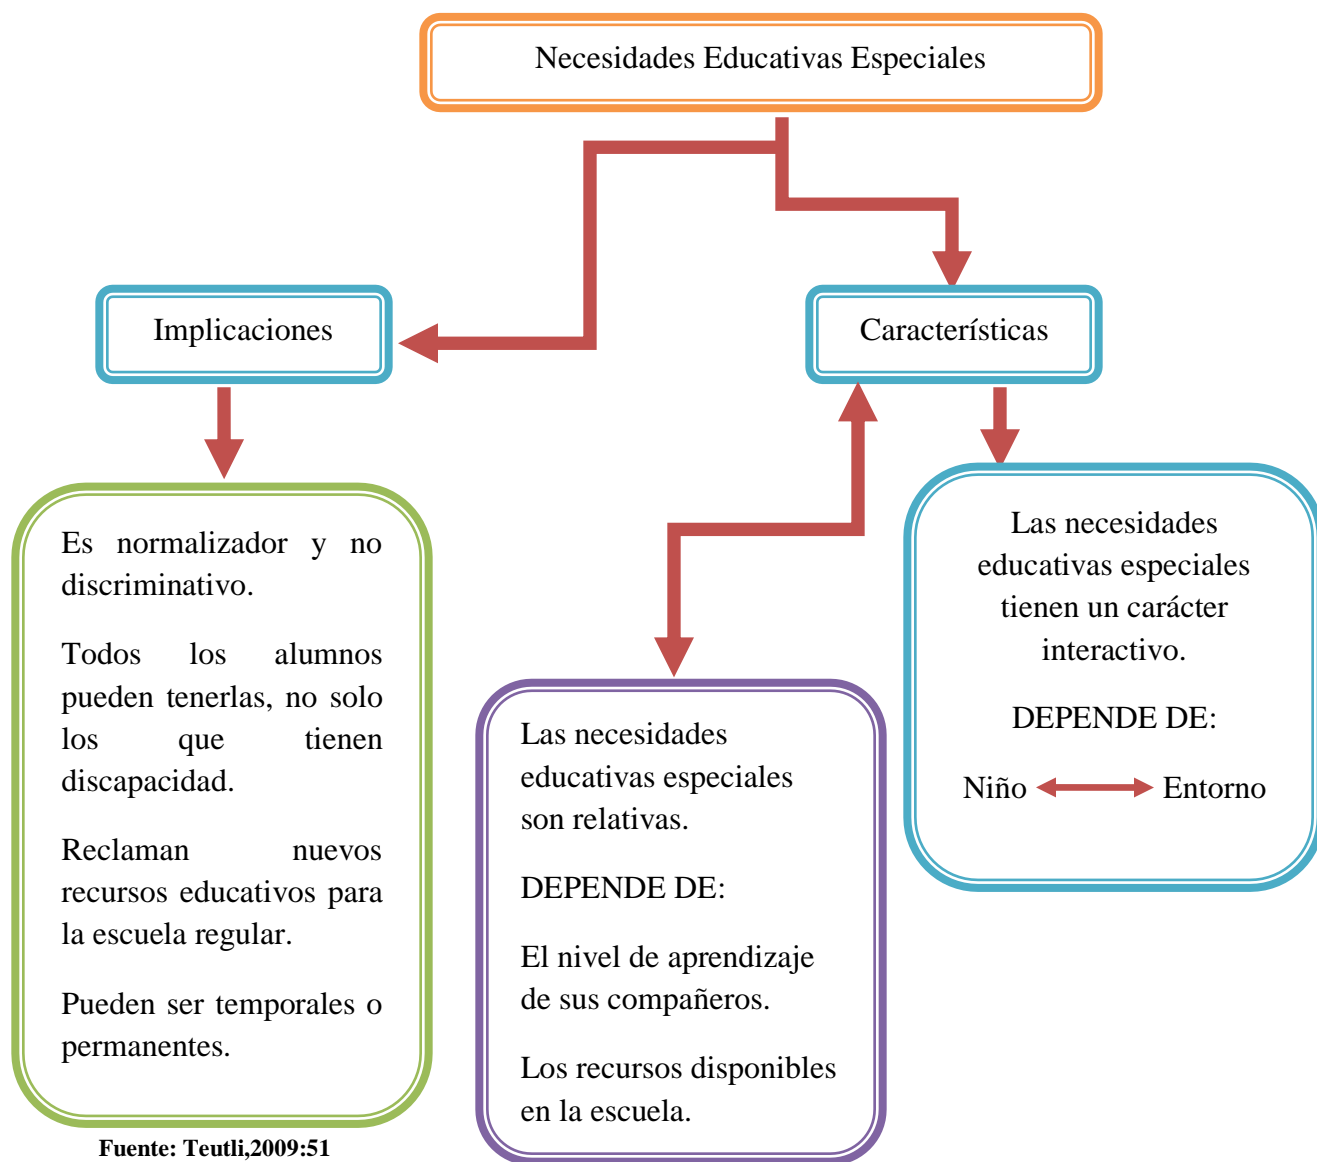 Necesidades Educativas Especiales
Implicaciones
Características
Es normalizador y no
discriminativo.
Todos los alumnos
pueden tenerlas, no solo
los que tienen
discapacidad.
Reclaman nuevos
recursos educativos para
la escuela regular.
Pueden ser temporales o
permanentes.
Las necesidades
educativas especiales
son relativas.
DEPENDE DE:
El nivel de aprendizaje
de sus compañeros.
Los recursos disponibles
en la escuela.
Las necesidades
educativas especiales
tienen un carácter
interactivo.
DEPENDE DE:
Niño Entorno
Fuente: Teutli,2009:51